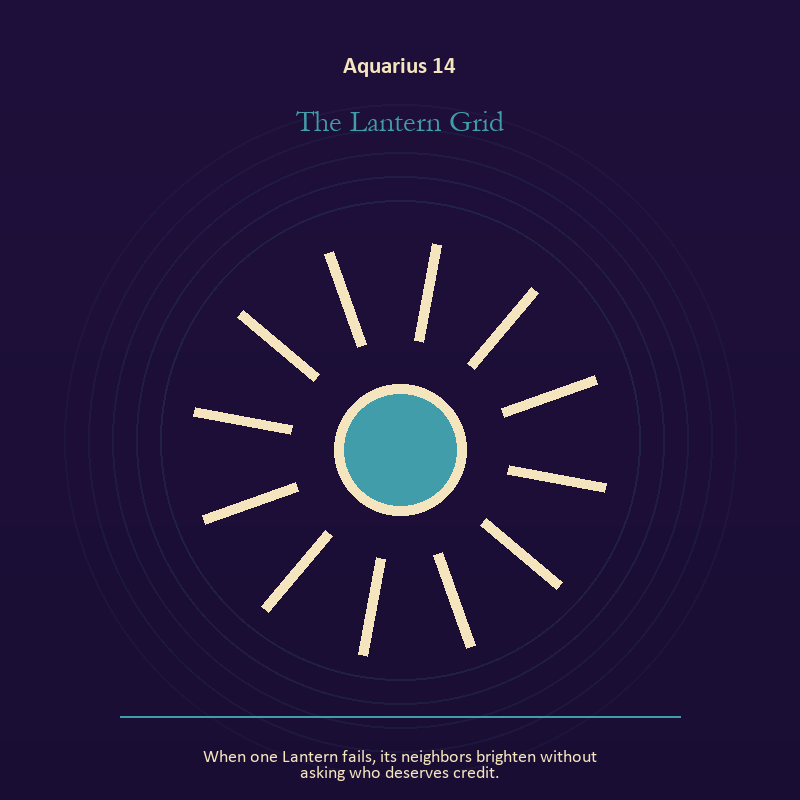 Aquarius 14
The Lantern Grid
When one Lantern fails, its neighbors brighten without
asking who deserves credit.